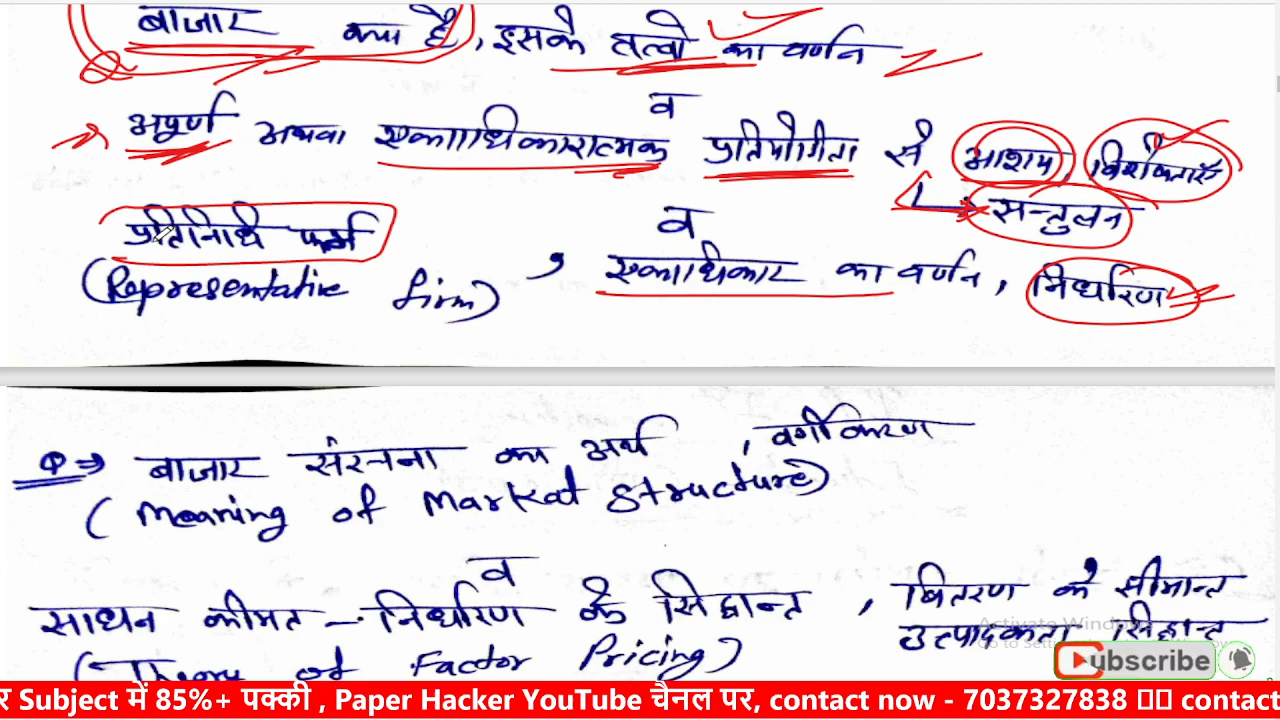 बाजार क्या है, इसके तत्वो का वर्णन
व
अपूर्ण अथवा एकाधिकारात्मक प्रतियोगिता से आशय, विशेषताएँ
↳ सन्तुलन
प्रतिनिधि फर्म
व
(Representative firm) , एकाधिकार का वर्णन, निर्धारण
Q⇒ बाजार संरचना का अर्थ , वर्गीकरण
(Meaning of Market Structure)
व
साधन कीमत - निर्धारण के सिद्धान्त , वितरण के सीमान्त
उत्पादकता सिद्धान्त
(Theory of Factor Pricing)
Activate Windows
Subscribe
र Subject में 85%+ पक्की , Paper Hacker YouTube चैनल पर, contact now - 7037327838 contact